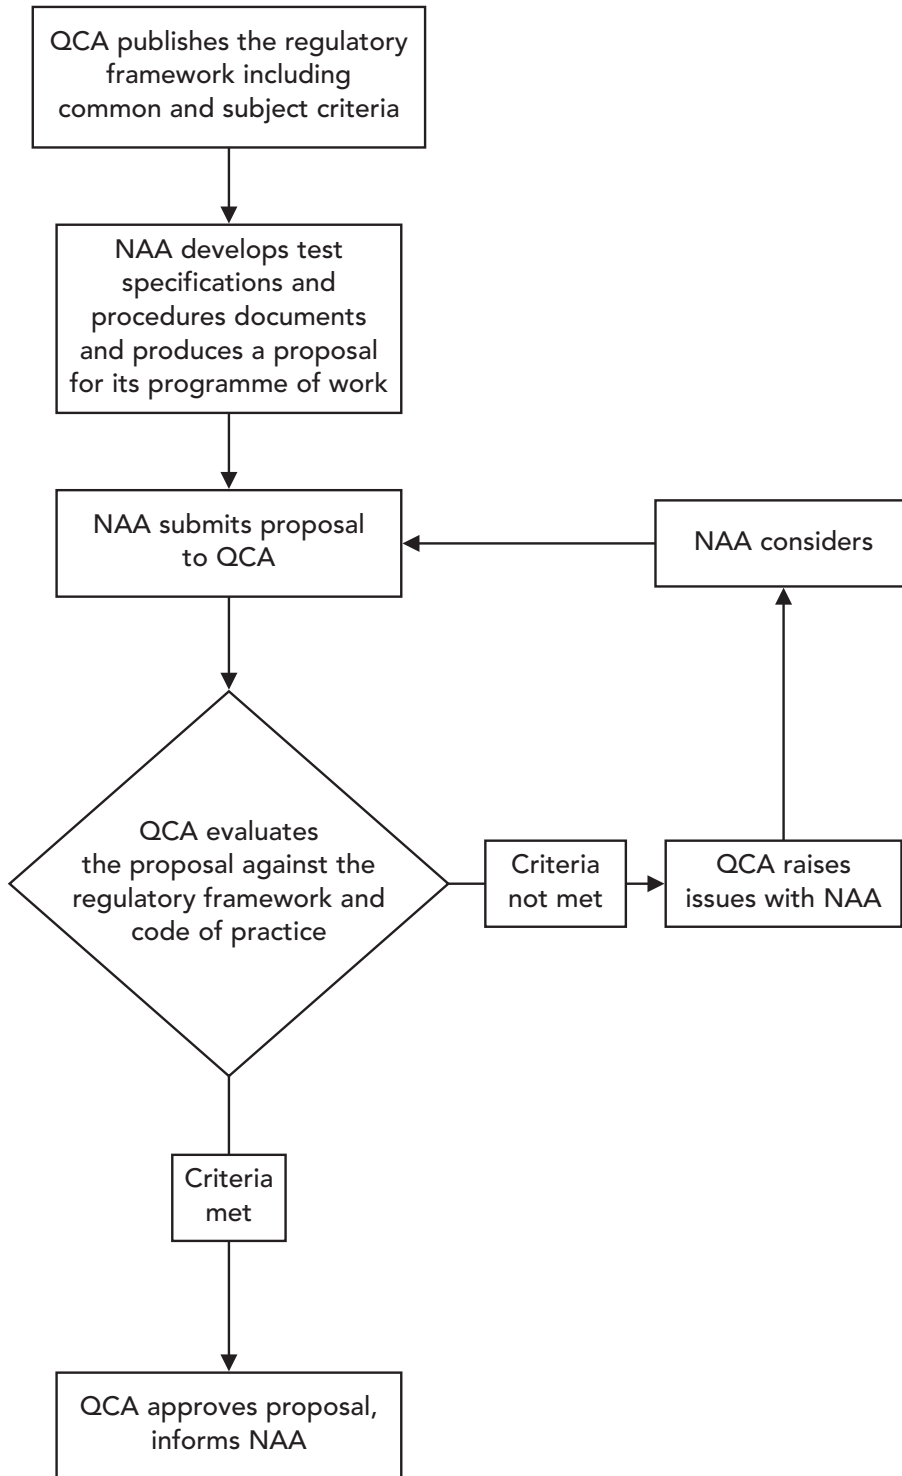 QCA publishes the regulatory
framework including
common and subject criteria
NAA develops test
specifications and
procedures documents
and produces a proposal
for its programme of work
NAA submits proposal
to QCA
NAA considers
QCA evaluates
the proposal against the
regulatory framework and
code of practice
Criteria
not met
QCA raises
issues with NAA
Criteria
met
QCA approves proposal,
informs NAA